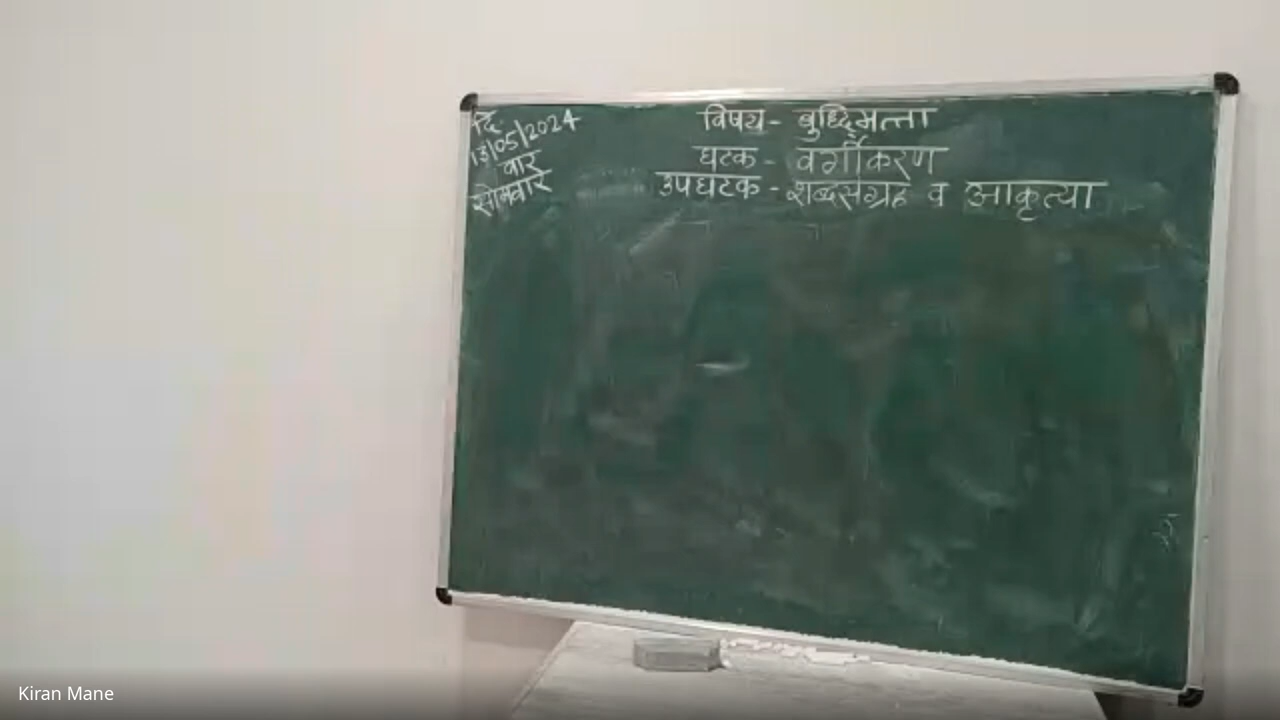 दि
13/05/2024
वार
सोमवार
विषय - बुध्दिमत्ता
घटक - वर्गीकरण
उपघटक - शब्दसंग्रह व आकृत्या
Kiran Mane